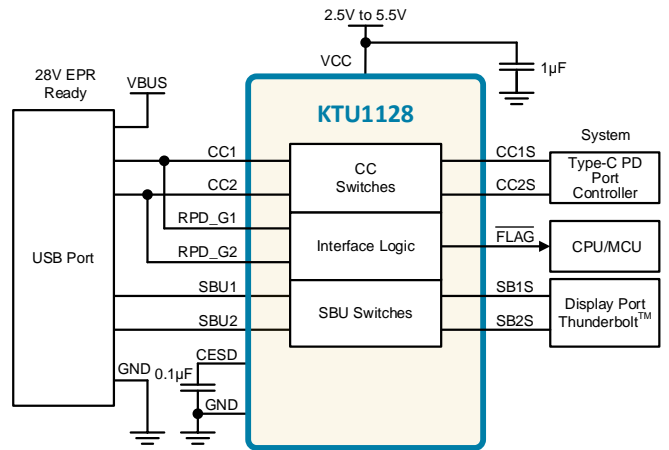 2.5V to 5.5V
VCC
1µF
28V EPR
Ready
VBUS
KTU1128
System
CC1
CC
Switches
CC1S
Type-C PD
Port
Controller
CC2
CC2S
RPD_G1
Interface Logic
FLAG
CPU/MCU
USB Port
RPD_G2
SBU1
SBU Switches
SB1S
Display Port
Thunderbolt™
SBU2
SB2S
CESD
GND
0.1µF
GND